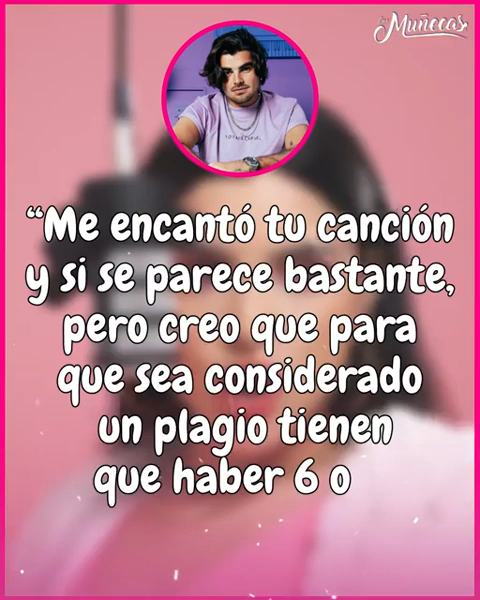 Las Muñecas
“Me encantó tu canción
y si se parece bastante,
pero creo que para
que sea considerado
un plagio tienen
que haber 6 o